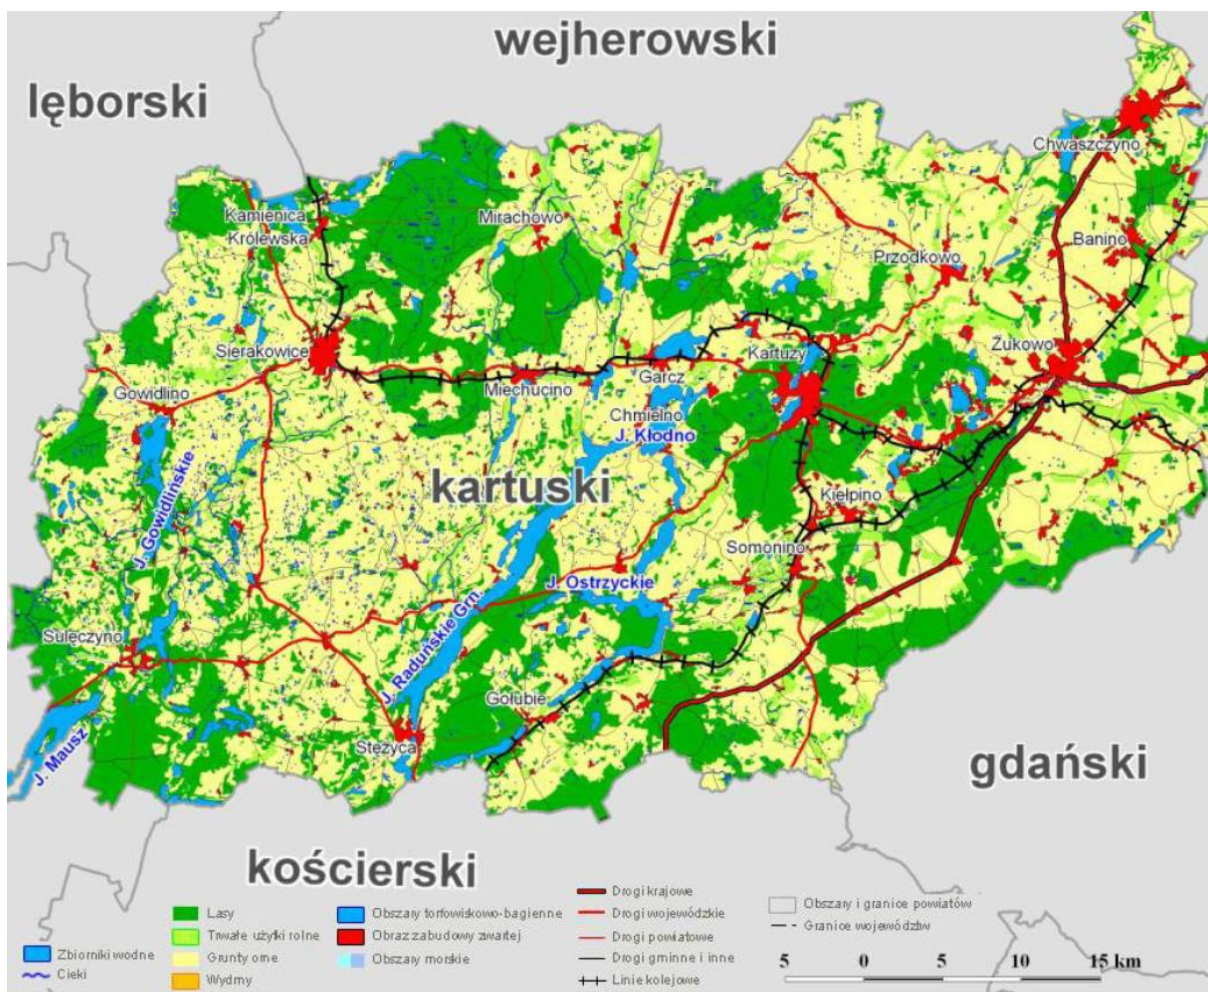 wejherowski
lęborski
Chwaszczyno
Kamienica
Królewska
Mirachowo
Banino
Przodkowo
Sierakowice
Kartuzy
Żukowo
Garcz
Miechucino
Gowidlino
Chmielno
J. Kłodno
kartuski
J. Gowidlińskie
Kiełpino
Somonino
J. Ostrzyckie
J. Raduńskie Grn.
Sulęczyno
Gołubie
Stężyca
J. Mausz
gdański
kościerski
Zbiorniki wodne
Cieki
Lasy
Trwałe użytki rolne
Grunty orne
Wydmy
Obszary torfowiskowo-bagienne
Obraz zabudowy zwartej
Obszary morskie
Drogi krajowe
Drogi wojewódzkie
Drogi powiatowe
Drogi gminne i inne
Linie kolejowe
Obszary i granice powiatów
Granice województw
5 0 5 10 15 km